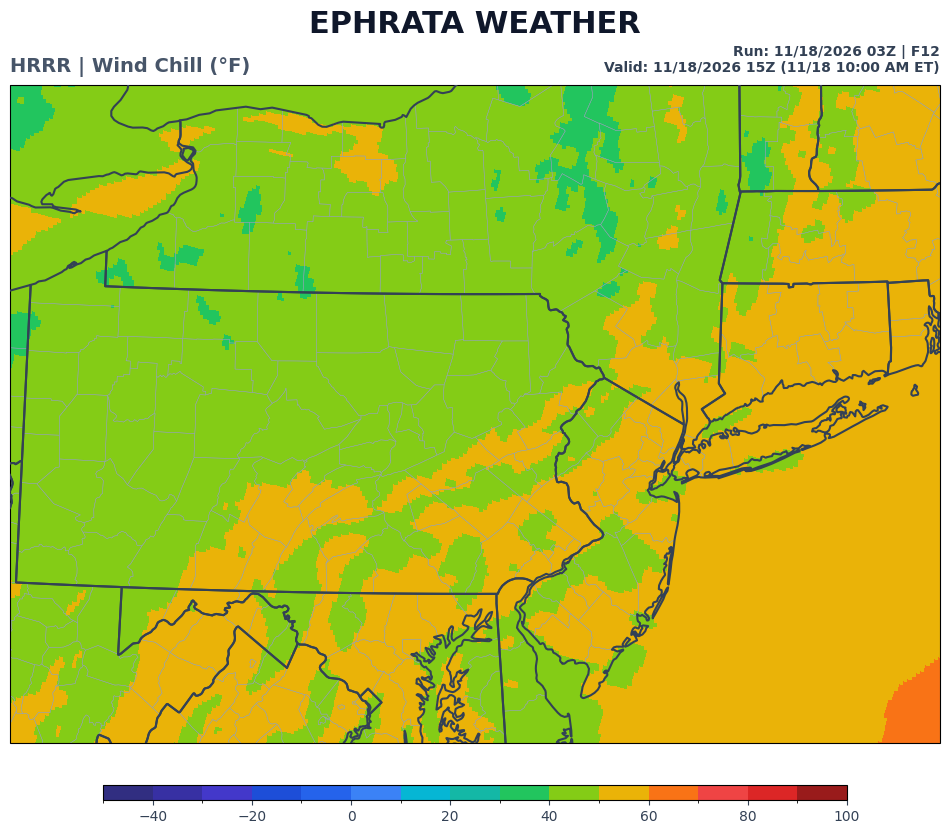 EPHRATA WEATHER
HRRR | Wind Chill (°F)
Run: 11/18/2026 03Z | F12
Valid: 11/18/2026 15Z (11/18 10:00 AM ET)
−40 −20 0 20 40 60 80 100